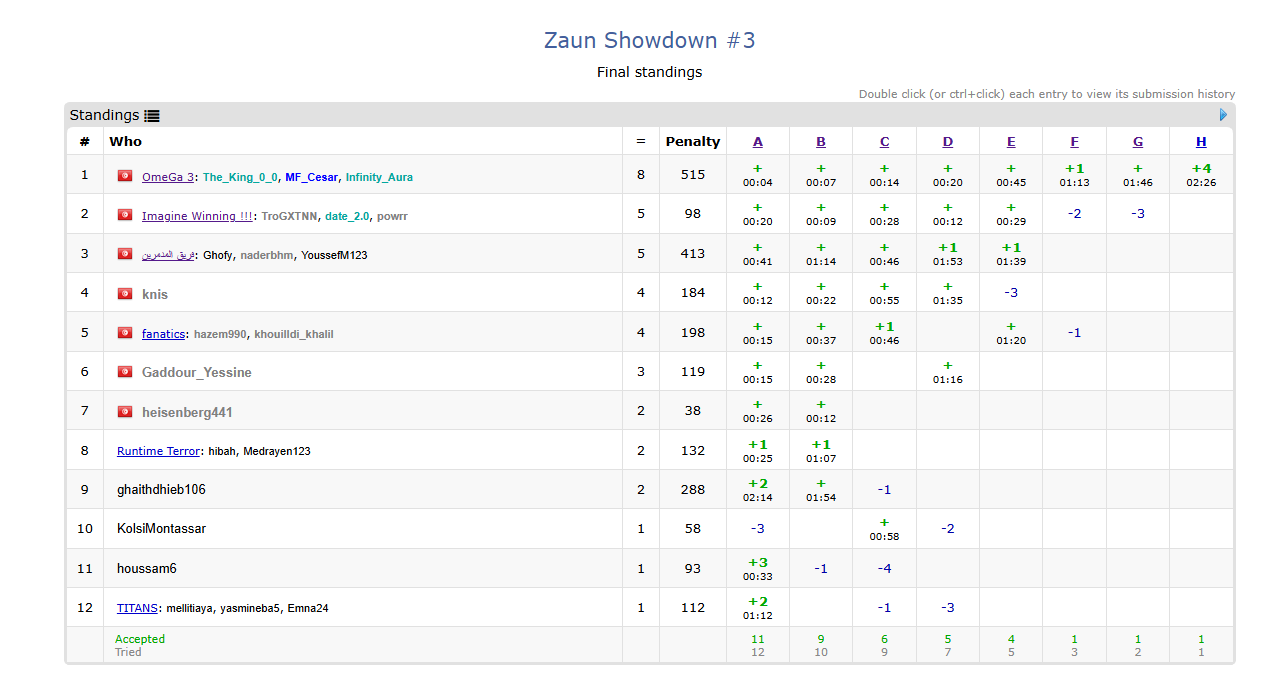 Zaun Showdown #3
Final standings
Double click (or ctrl+click) each entry to view its submission history
Standings
# Who = Penalty A B C D E F G H
1 OmeGa 3: The_King_0_0, MF_Cesar, Infinity_Aura 8 515 + + + + + +1 + +4
00:04 00:07 00:14 00:20 00:45 01:13 01:46 02:26
2 Imagine Winning !!!: TroGXTNN, date_2.0, powrr 5 98 + + + + + -2 -3
00:20 00:09 00:28 00:12 00:29
3 فريق المدمرين: Ghofy, naderbhm, YoussefM123 5 413 + + + +1 +1
00:41 01:14 00:46 01:53 01:39
4 knis 4 184 + + + + -3
00:12 00:22 00:55 01:35
5 fanatics: hazem990, khouilldi_khalil 4 198 + + +1 + -1
00:15 00:37 00:46 01:20
6 Gaddour_Yessine 3 119 + + +
00:15 00:28 01:16
7 heisenberg441 2 38 + +
00:26 00:12
8 Runtime Terror: hibah, Medrayen123 2 132 +1 +1
00:25 01:07
9 ghaithdhieb106 2 288 +2 + -1
02:14 01:54
10 KolsiMontassar 1 58 -3 + -2
00:58
11 houssam6 1 93 +3 -1 -4
00:33
12 TITANS: mellitiaya, yasmineba5, Emna24 1 112 +2 -1 -3
01:12
Accepted 11 9 6 5 4 1 1 1
Tried 12 10 9 7 5 3 2 1